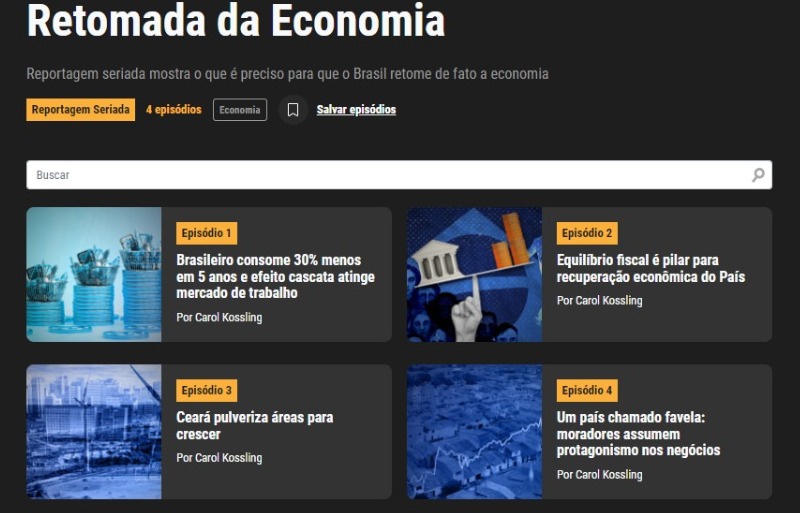 Retomada da Economia
Reportagem seriada mostra o que é preciso para que o Brasil retome de fato a economia
Reportagem Seriada 4 episódios Economia Salvar episódios
Buscar
Episódio 1
Brasileiro consome 30% menos
em 5 anos e efeito cascata atinge
mercado de trabalho
Por Carol Kossling
Episódio 2
Equilíbrio fiscal é pilar para
recuperação econômica do País
Por Carol Kossling
Episódio 3
Ceará pulveriza áreas para
crescer
Por Carol Kossling
Episódio 4
Um país chamado favela:
moradores assumem
protagonismo nos negócios
Por Carol Kossling